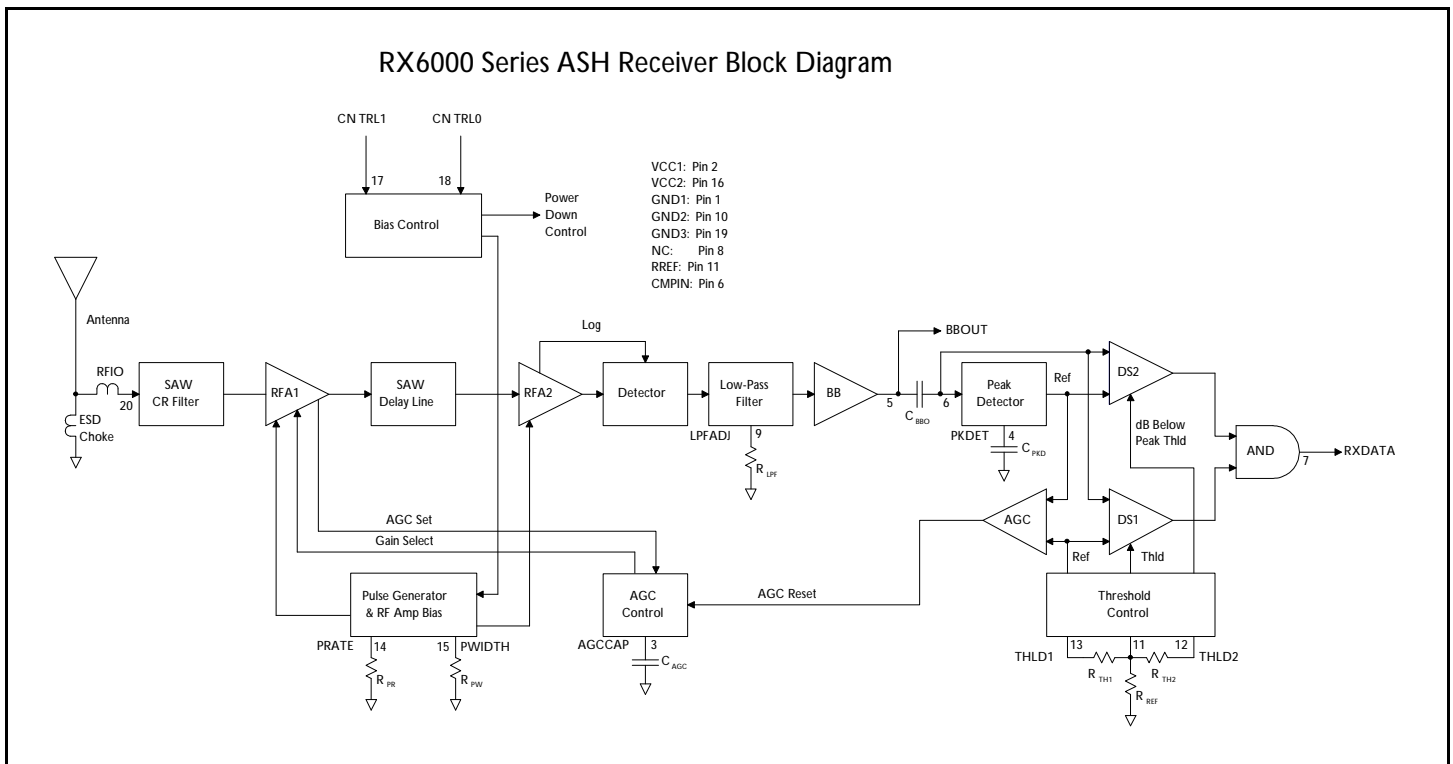 RX6000 Series ASH Receiver Block Diagram
CN TRL1
CN TRL0
17
18
Bias Control
Power
Down
Control
VCC1: Pin 2
VCC2: Pin 16
GND1: Pin 1
GND2: Pin 10
GND3: Pin 19
NC: Pin 8
RREF: Pin 11
CMPIN: Pin 6
Antenna
RFIO
20
ESD
Choke
SAW
CR Filter
RFA1
SAW
Delay Line
RFA2
Log
Detector
Low-Pass
Filter
LPFADJ
9
R LPF
BB
5
BBOUT
C BBO
6
Peak
Detector
PKDET
4
C PKD
Ref
DS2
dB Below
Peak Thld
AND
7
RXDATA
AGC
DS1
Ref
Thld
AGC Set
Gain Select
Pulse Generator
& RF Amp Bias
PRATE
14
15
PWIDTH
R PR
R PW
AGC
Control
AGCCAP
3
C AGC
AGC Reset
Threshold
Control
THLD1
13
11
12
THLD2
R TH1
R TH2
R REF